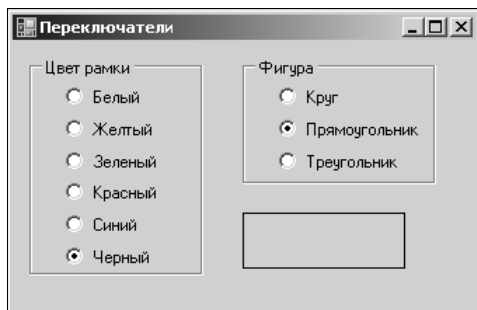 Переключатели
Цвет рамки
Белый
Желтый
Зеленый
Красный
Синий
Черный
Фигура
Круг
Прямоугольник
Треугольник